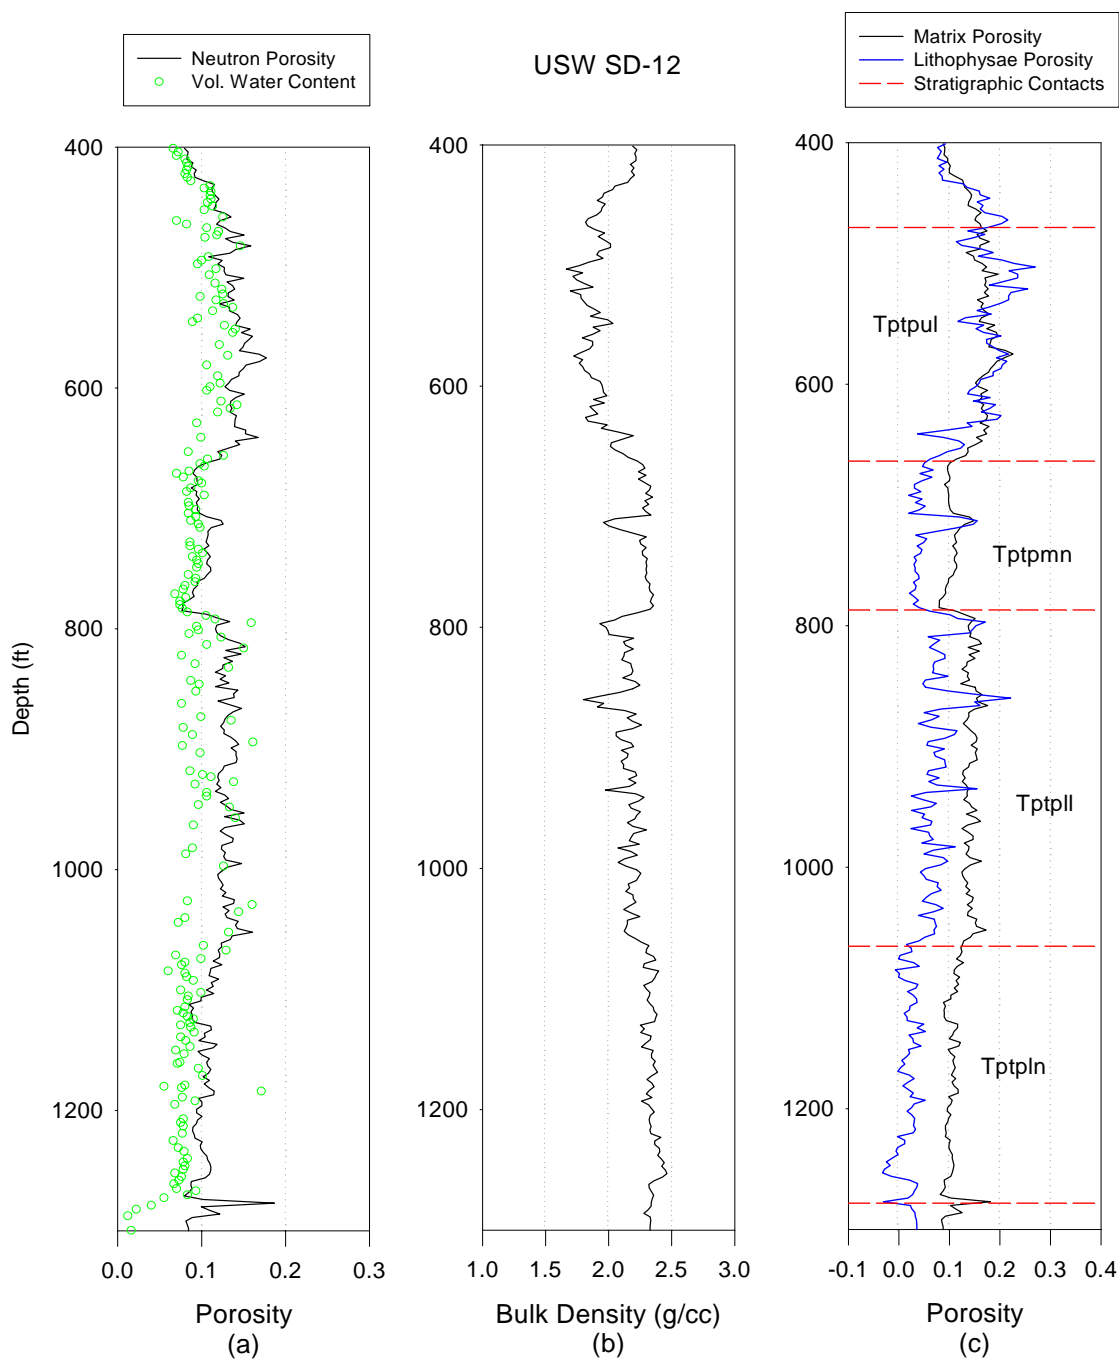 Neutron Porosity
Vol. Water Content
USW SD-12
Matrix Porosity
Lithophysae Porosity
Stratigraphic Contacts
Depth (ft)
400
600
800
1000
1200
0.0 0.1 0.2 0.3
Porosity
(a)
400
600
800
1000
1200
1.0 1.5 2.0 2.5 3.0
Bulk Density (g/cc)
(b)
400
600
800
1000
1200
Tptpul
Tptpmn
Tptpll
Tptpln
-0.1 0.0 0.1 0.2 0.3 0.4
Porosity
(c)